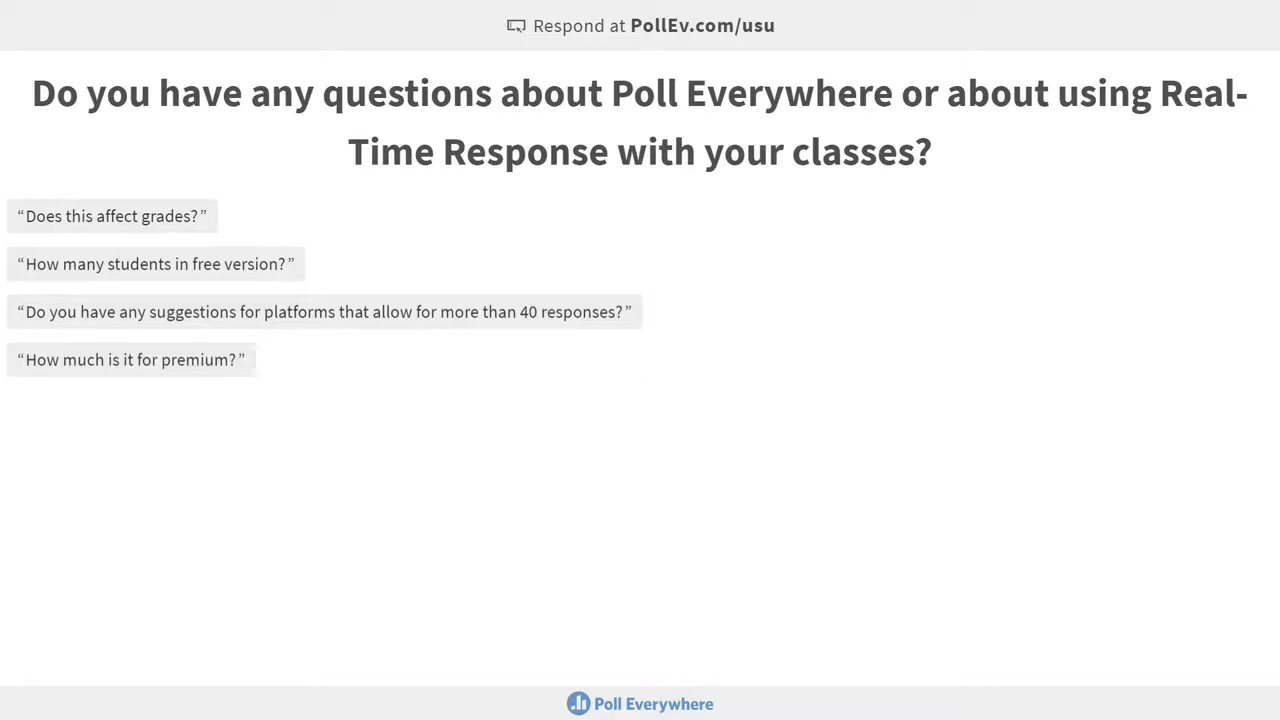 Respond at PollEv.com/usu
Do you have any questions about Poll Everywhere or about using Real-
Time Response with your classes?
“Does this affect grades?”
“How many students in free version?”
“Do you have any suggestions for platforms that allow for more than 40 responses?”
“How much is it for premium?”
Poll Everywhere